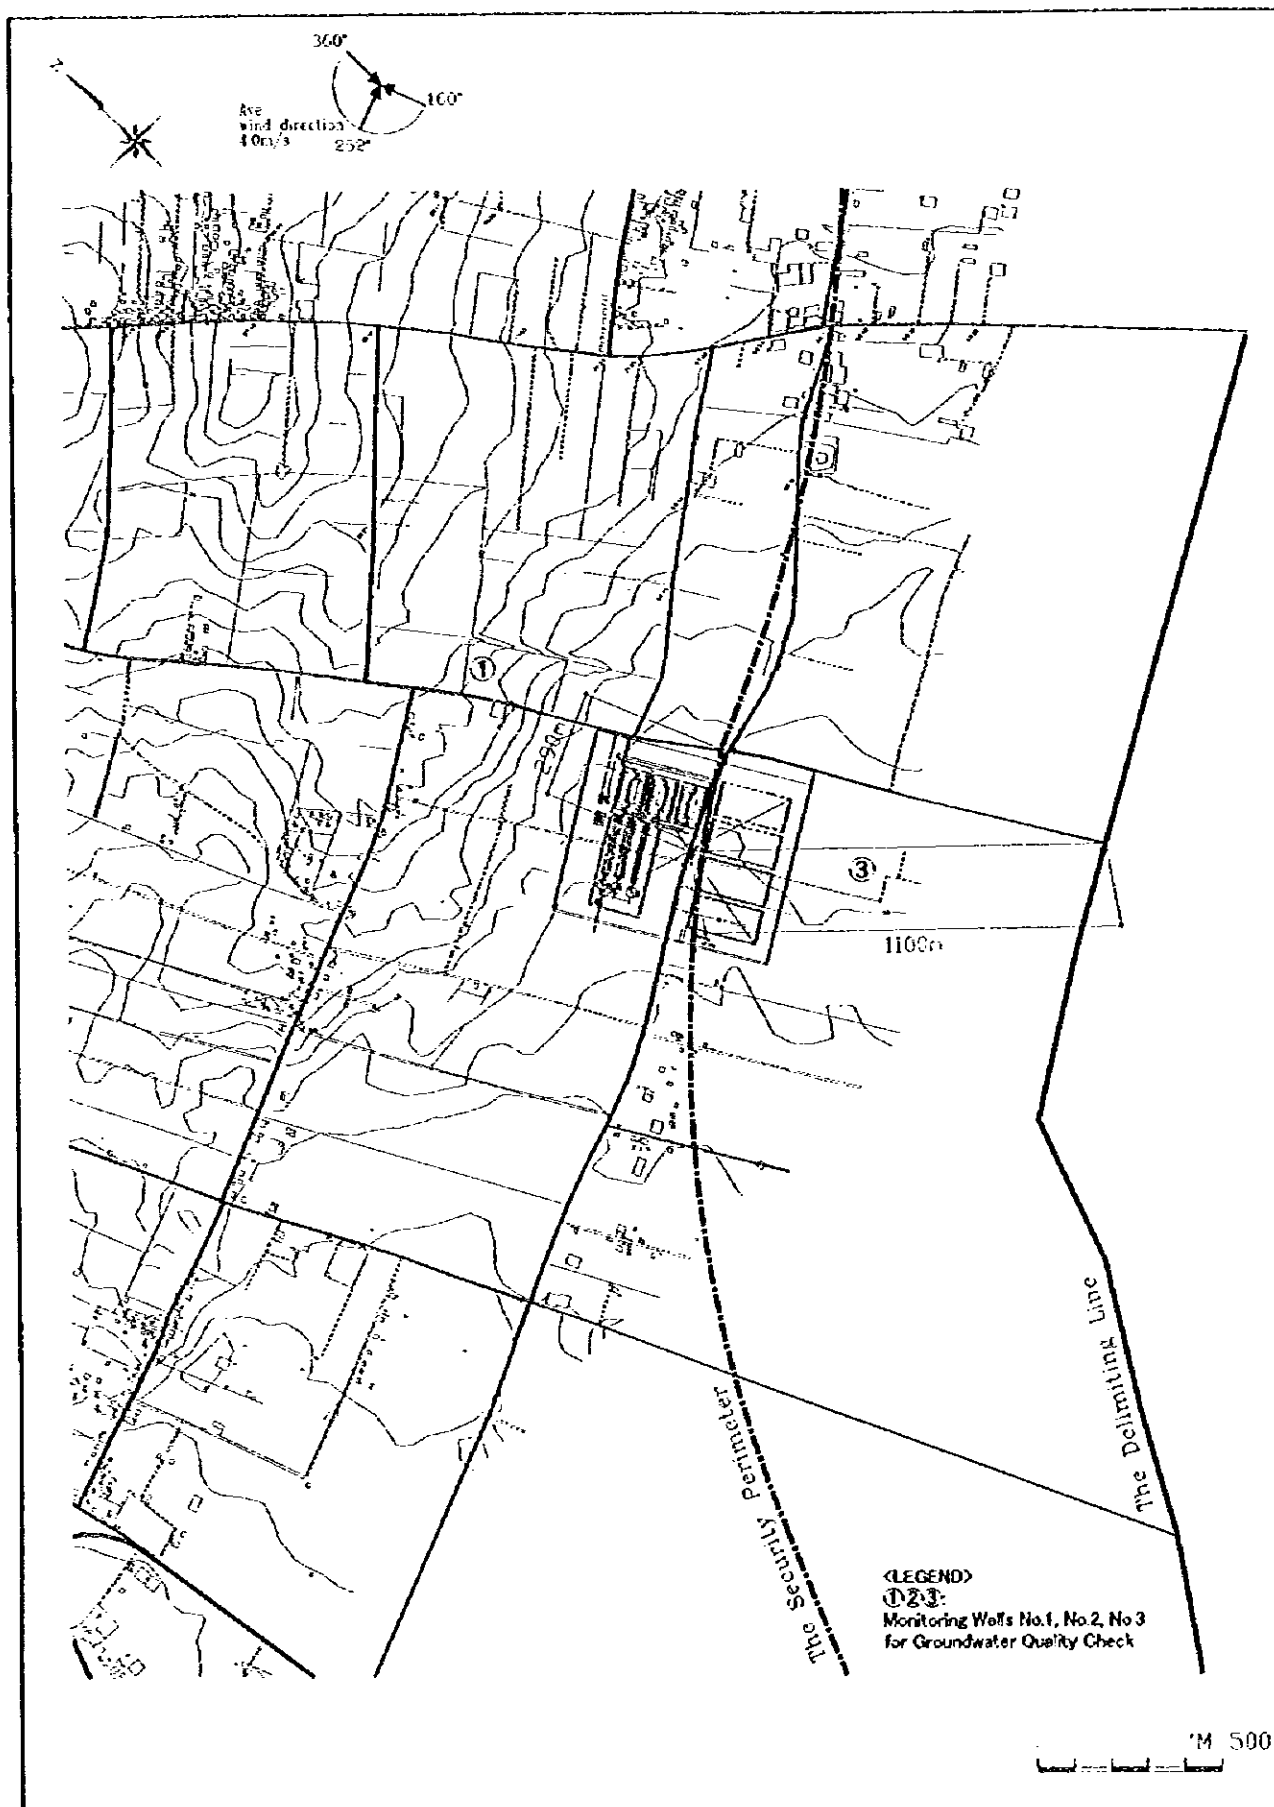 360°
160°
Ave
wind direction
4.0m/s
252°
①
290m
③
1100m
The Delimiting Line
The Security Perimeter
<LEGEND>
①②③:
Monitoring Wells No.1, No.2, No 3
for Groundwater Quality Check
M 500